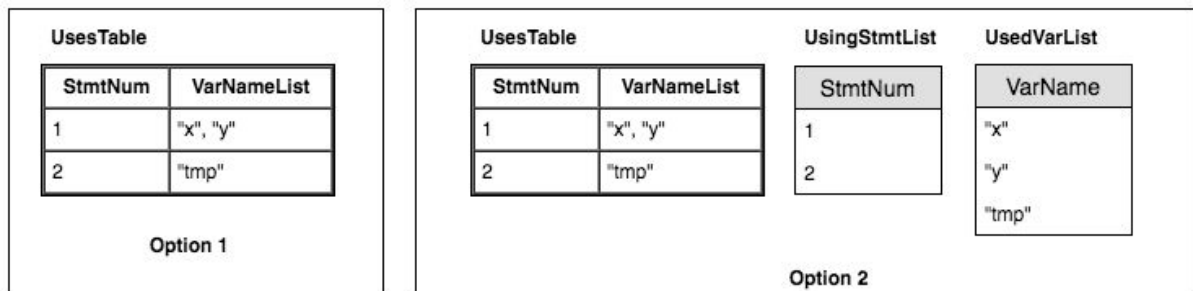 UsesTable
StmtNum VarNameList
1 "x", "y"
2 "tmp"
Option 1
UsesTable
StmtNum VarNameList
1 "x", "y"
2 "tmp"
UsingStmtList
StmtNum
1
2
UsedVarList
VarName
"x"
"y"
"tmp"
Option 2